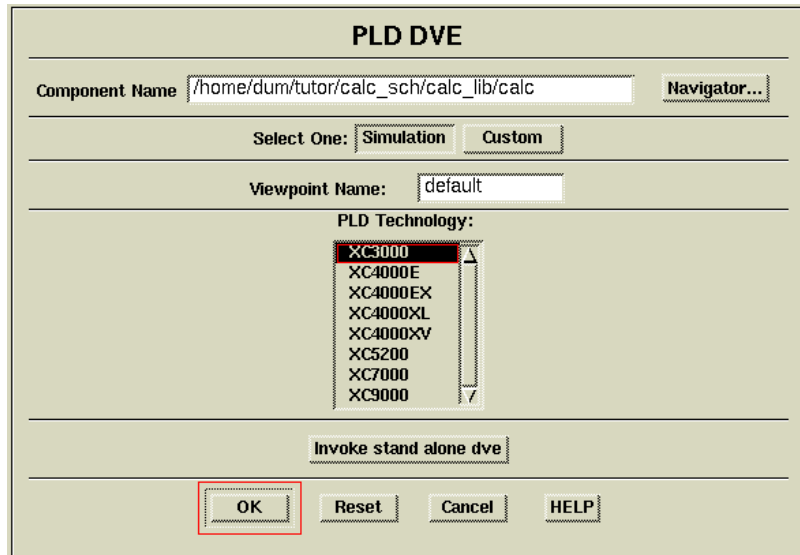 PLD DVE
Component Name /home/dum/tutor/calc_sch/calc_lib/calc Navigator...
Select One: Simulation Custom
Viewpoint Name: default
PLD Technology:
XC3000
XC4000E
XC4000EX
XC4000XL
XC4000XV
XC5200
XC7000
XC9000
Invoke stand alone dve
OK Reset Cancel HELP